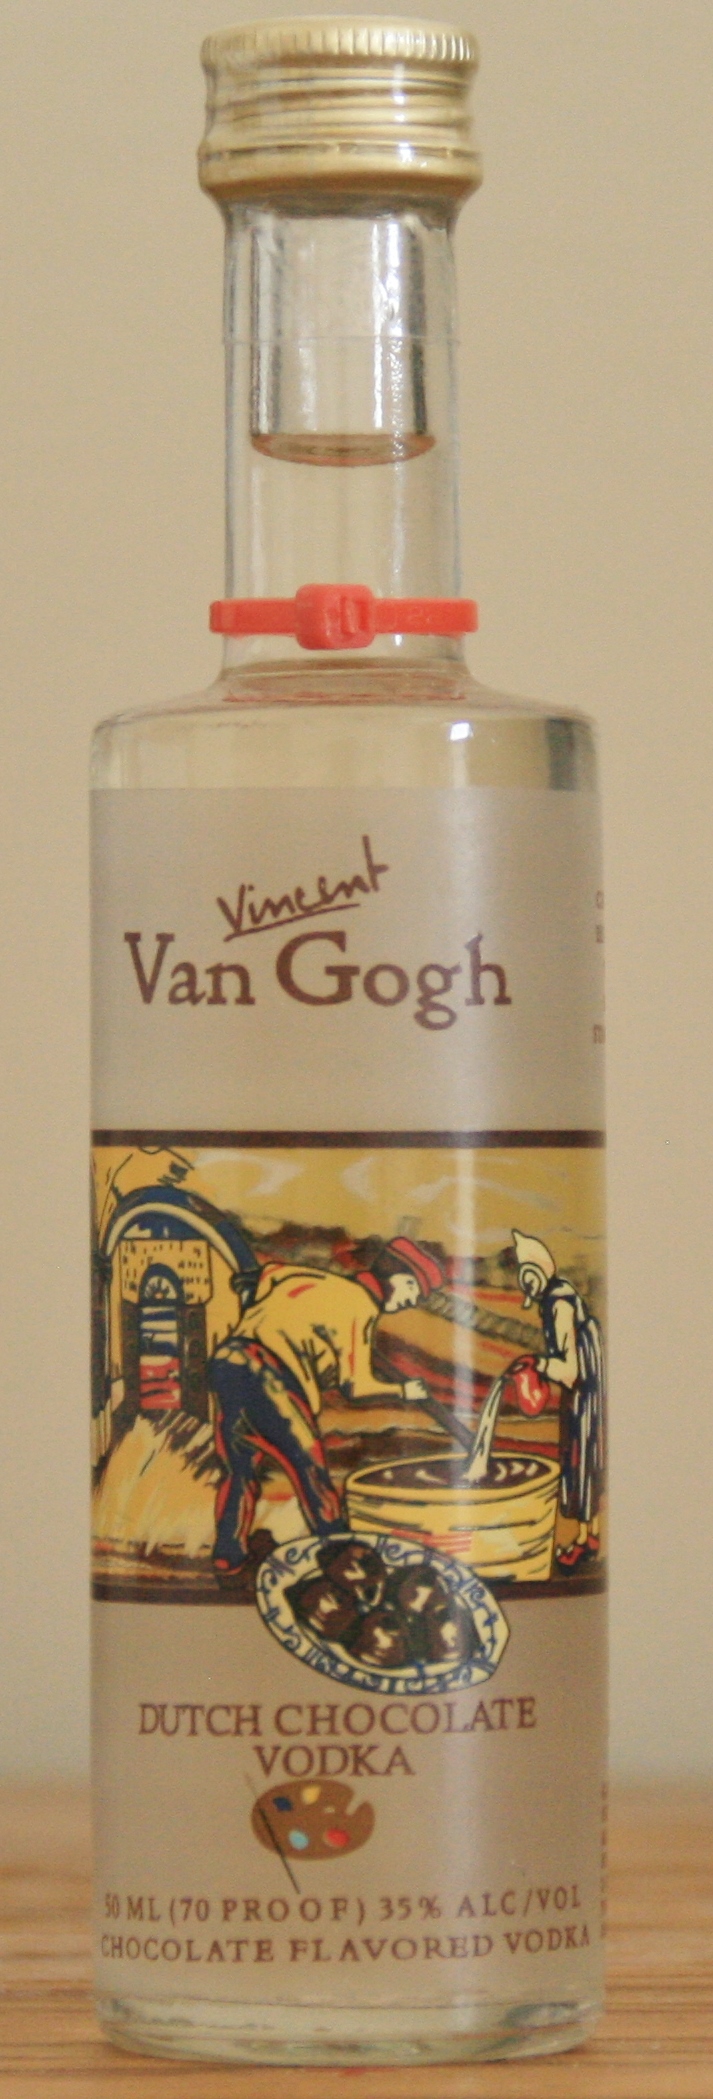 Vincent
Van Gogh
DUTCH CHOCOLATE
VODKA
50 ML (70 PROOF) 35% ALC/VOL
CHOCOLATE FLAVORED VODKA